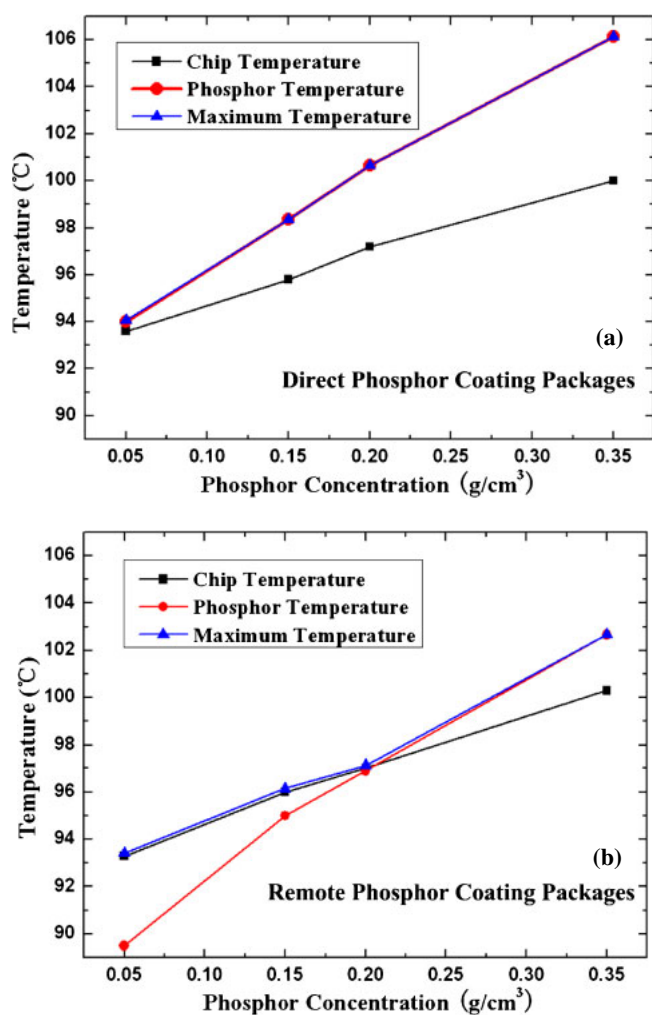 106
104
102
100
98
96
94
92
90
Temperature (℃)
Chip Temperature
Phosphor Temperature
Maximum Temperature
(a)
Direct Phosphor Coating Packages
0.05 0.10 0.15 0.20 0.25 0.30 0.35
Phosphor Concentration (g/cm³)
106
104
102
100
98
96
94
92
90
Temperature (℃)
Chip Temperature
Phosphor Temperature
Maximum Temperature
(b)
Remote Phosphor Coating Packages
0.05 0.10 0.15 0.20 0.25 0.30 0.35
Phosphor Concentration (g/cm³)